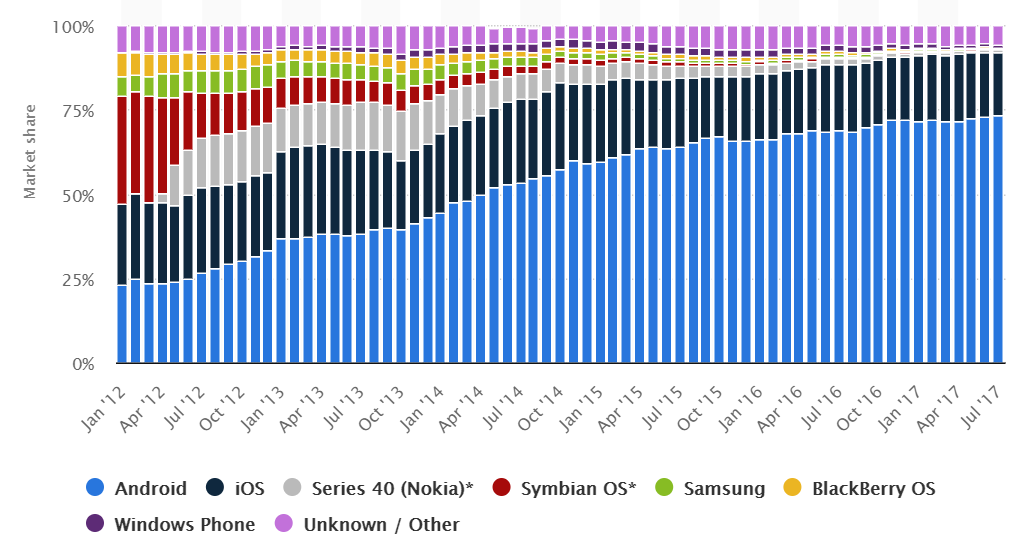 100%
75%
50%
25%
0%
Market share
Jan '12
Apr '12
Jul '12
Oct '12
Jan '13
Apr '13
Jul '13
Oct '13
Jan '14
Apr '14
Jul '14
Oct '14
Jan '15
Apr '15
Jul '15
Oct '15
Jan '16
Apr '16
Jul '16
Oct '16
Jan '17
Apr '17
Jul '17
Android iOS Series 40 (Nokia)* Symbian OS* Samsung BlackBerry OS
Windows Phone Unknown / Other